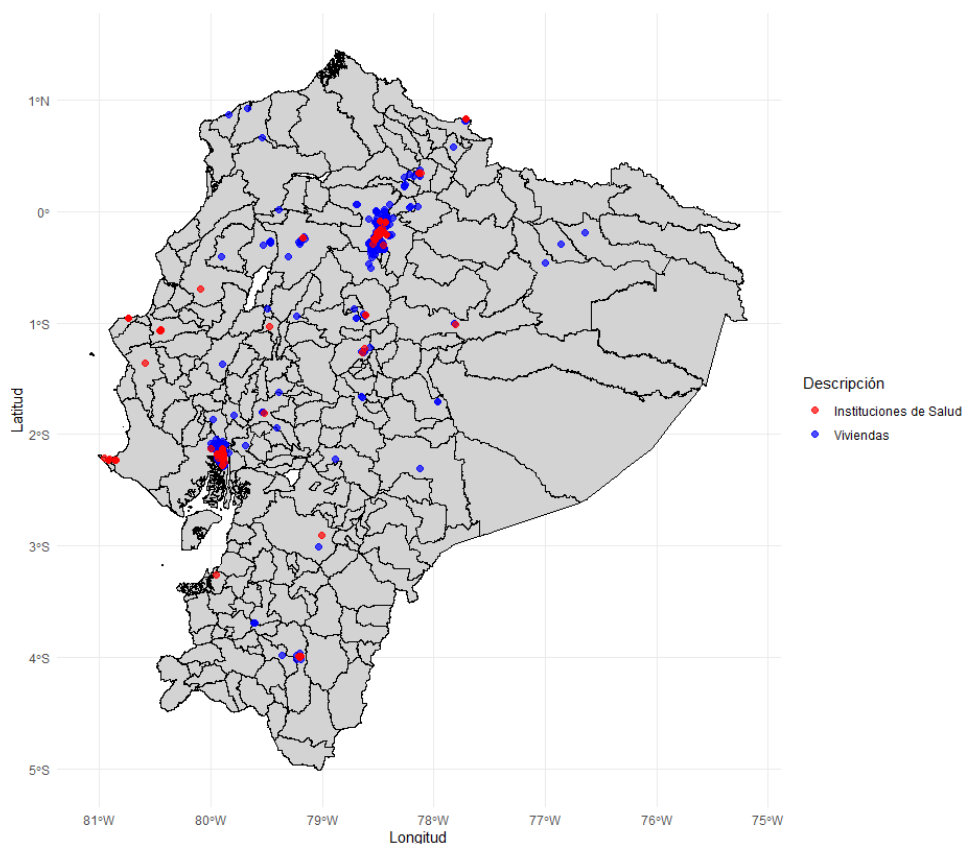 1°N
0°
1°S
2°S
3°S
4°S
5°S
Latitud
81°W
80°W
79°W
78°W
77°W
76°W
75°W
Longitud
Descripción
Instituciones de Salud
Viviendas